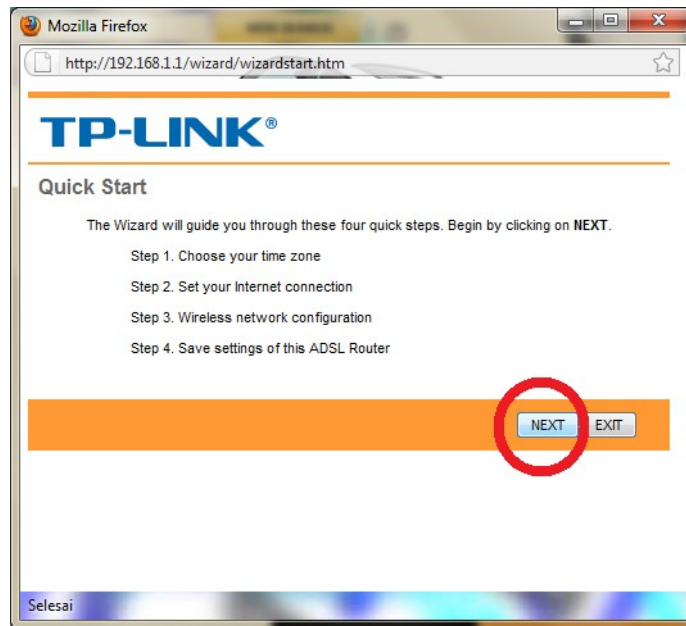 Mozilla Firefox
http://192.168.1.1/wizard/wizardstart.htm
TP-LINK®
Quick Start
The Wizard will guide you through these four quick steps. Begin by clicking on NEXT.
Step 1. Choose your time zone
Step 2. Set your Internet connection
Step 3. Wireless network configuration
Step 4. Save settings of this ADSL Router
NEXT EXIT
Selesai